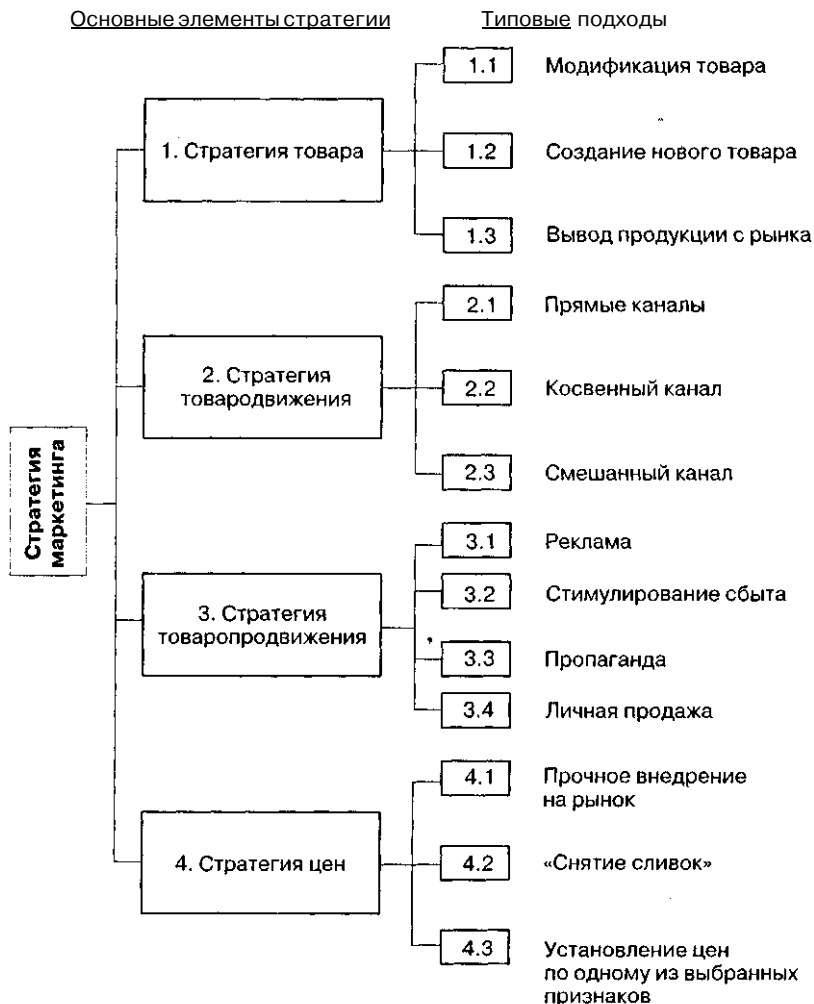 Основные элементы стратегии
Типовые подходы
Стратегия
маркетинга
1. Стратегия товара
1.1 Модификация товара
1.2 Создание нового товара
1.3 Вывод продукции с рынка
2. Стратегия
товародвижения
2.1 Прямые каналы
2.2 Косвенный канал
2.3 Смешанный канал
3. Стратегия
товаропродвижения
3.1 Реклама
3.2 Стимулирование сбыта
3.3 Пропаганда
3.4 Личная продажа
4. Стратегия цен
4.1 Прочное внедрение
на рынок
4.2 «Снятие сливок»
4.3 Установление цен
по одному из выбранных
признаков